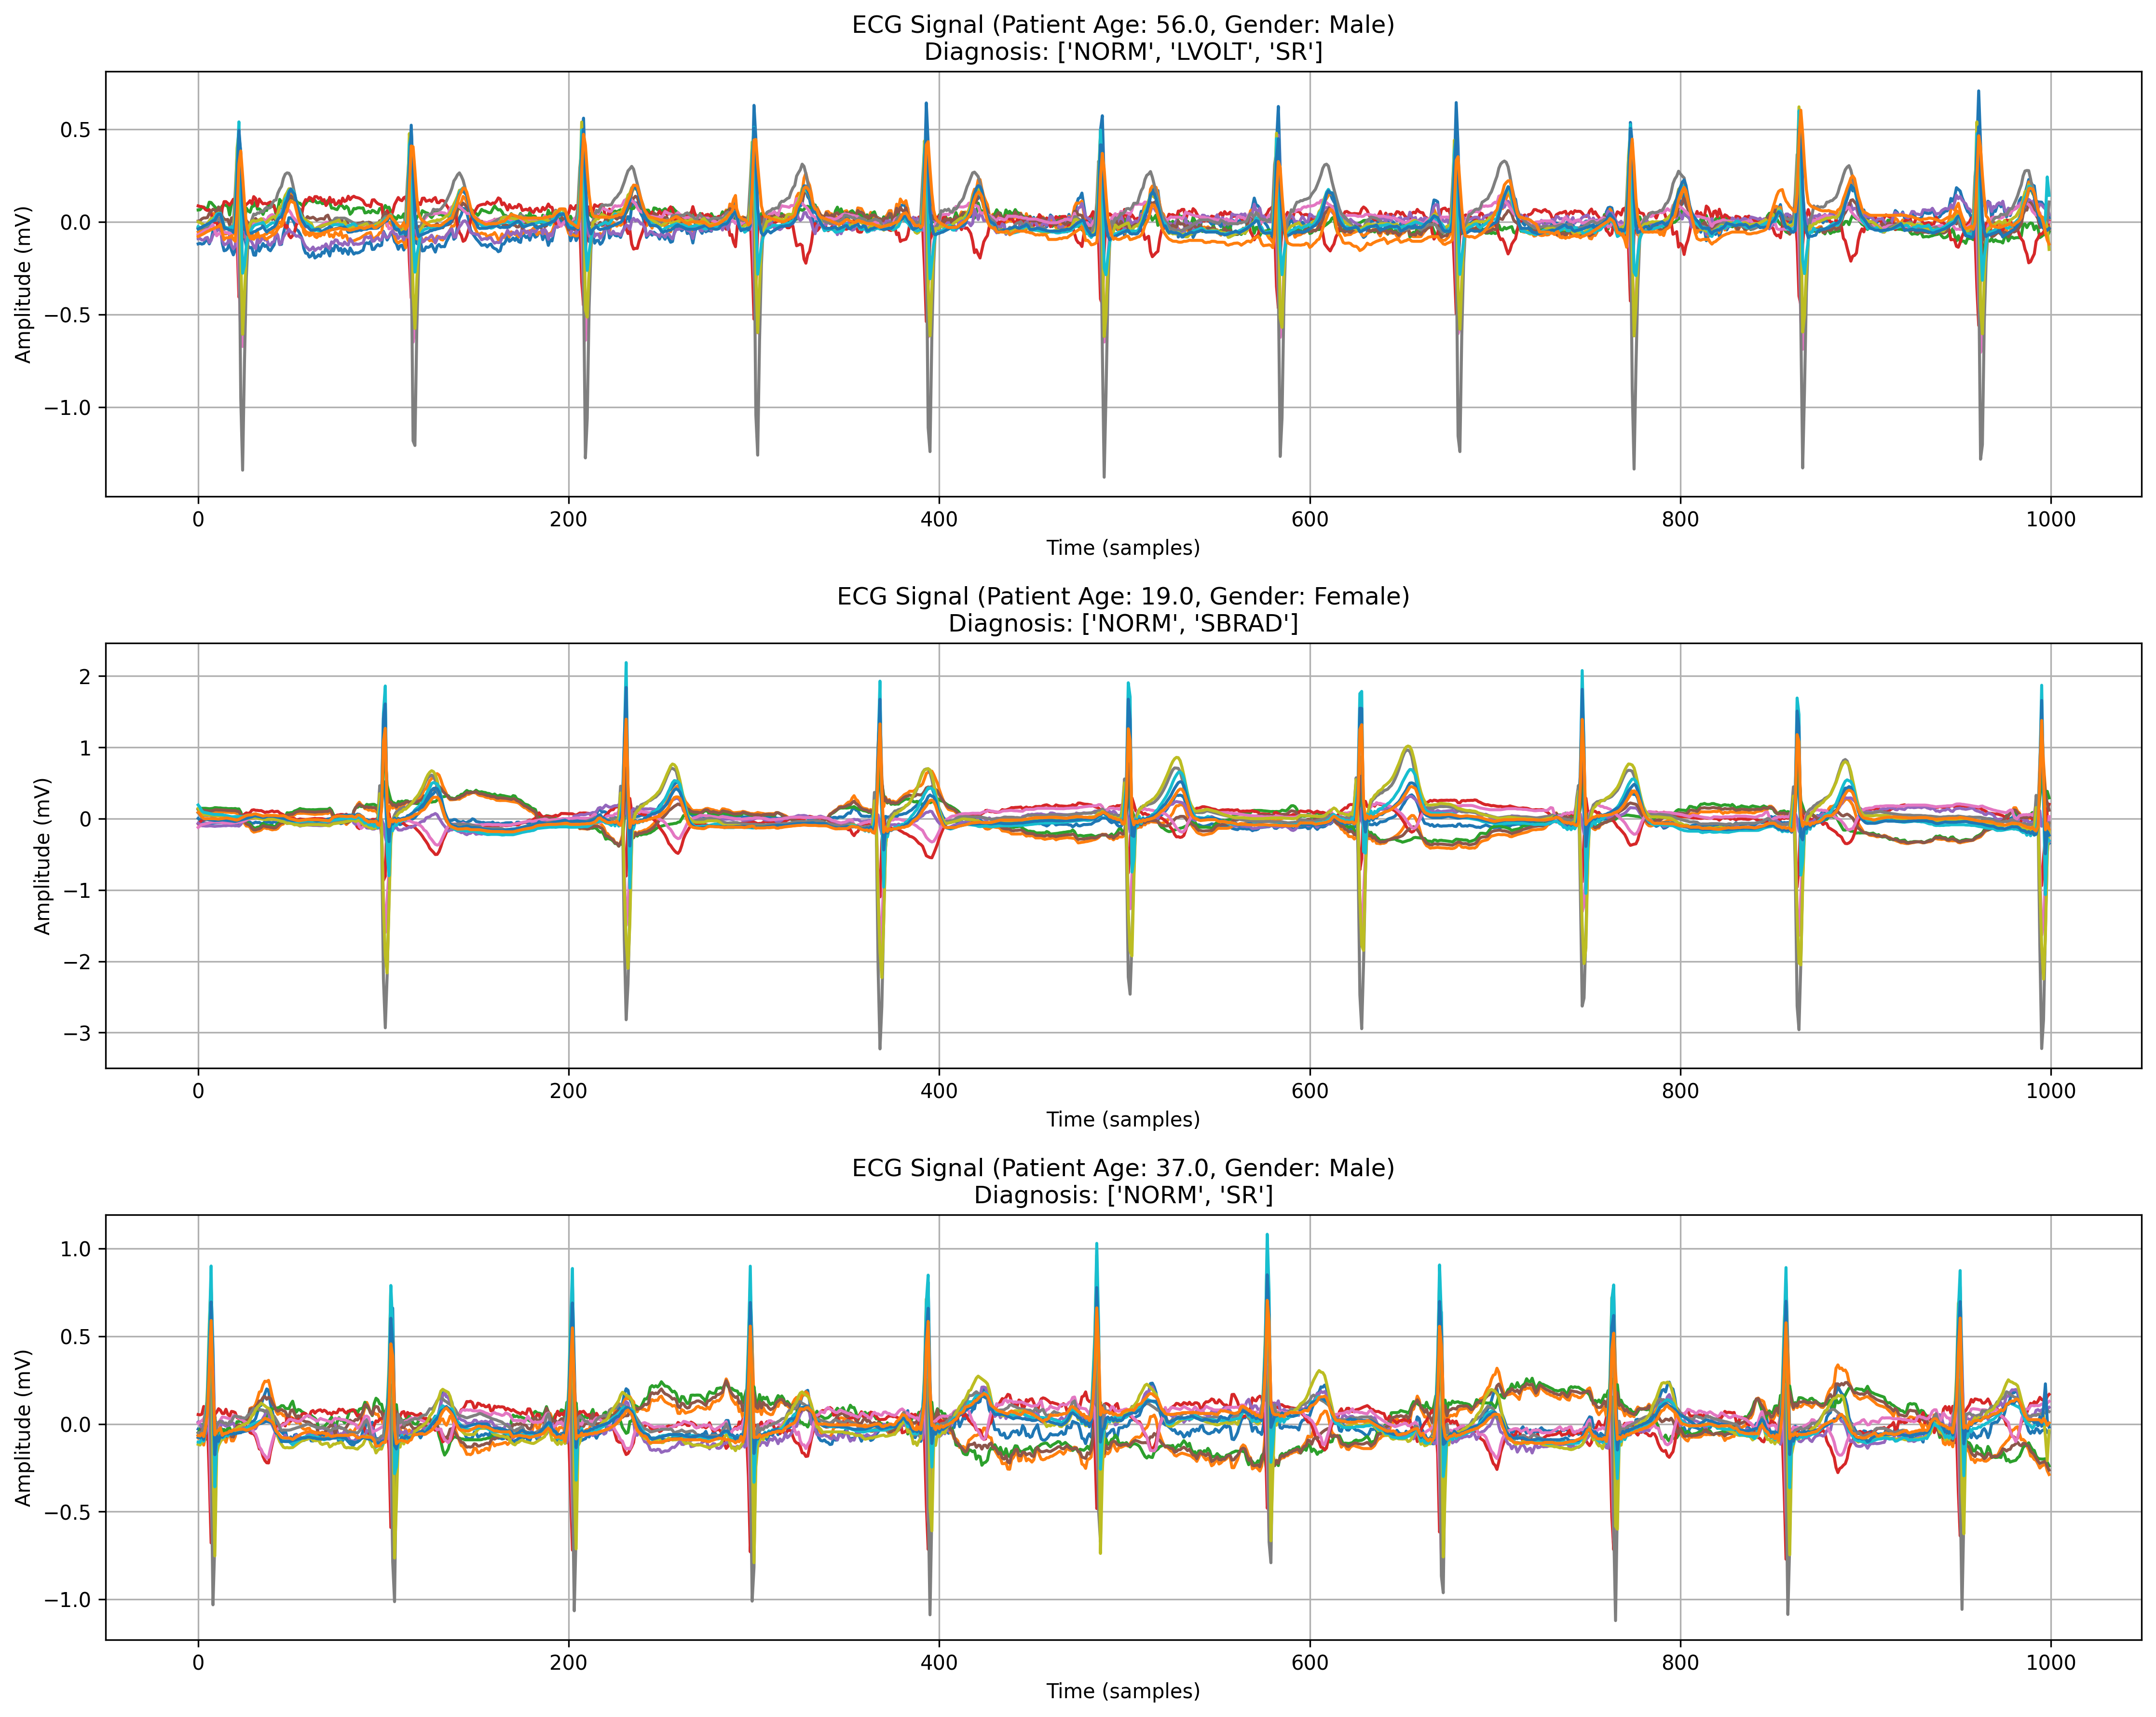 ECG Signal (Patient Age: 56.0, Gender: Male)
Diagnosis: ['NORM', 'LVOLT', 'SR']
Amplitude (mV)
0.5
0.0
−0.5
−1.0
0 200 400 600 800 1000
Time (samples)
ECG Signal (Patient Age: 19.0, Gender: Female)
Diagnosis: ['NORM', 'SBRAD']
Amplitude (mV)
2
1
0
−1
−2
−3
0 200 400 600 800 1000
Time (samples)
ECG Signal (Patient Age: 37.0, Gender: Male)
Diagnosis: ['NORM', 'SR']
Amplitude (mV)
1.0
0.5
0.0
−0.5
−1.0
0 200 400 600 800 1000
Time (samples)